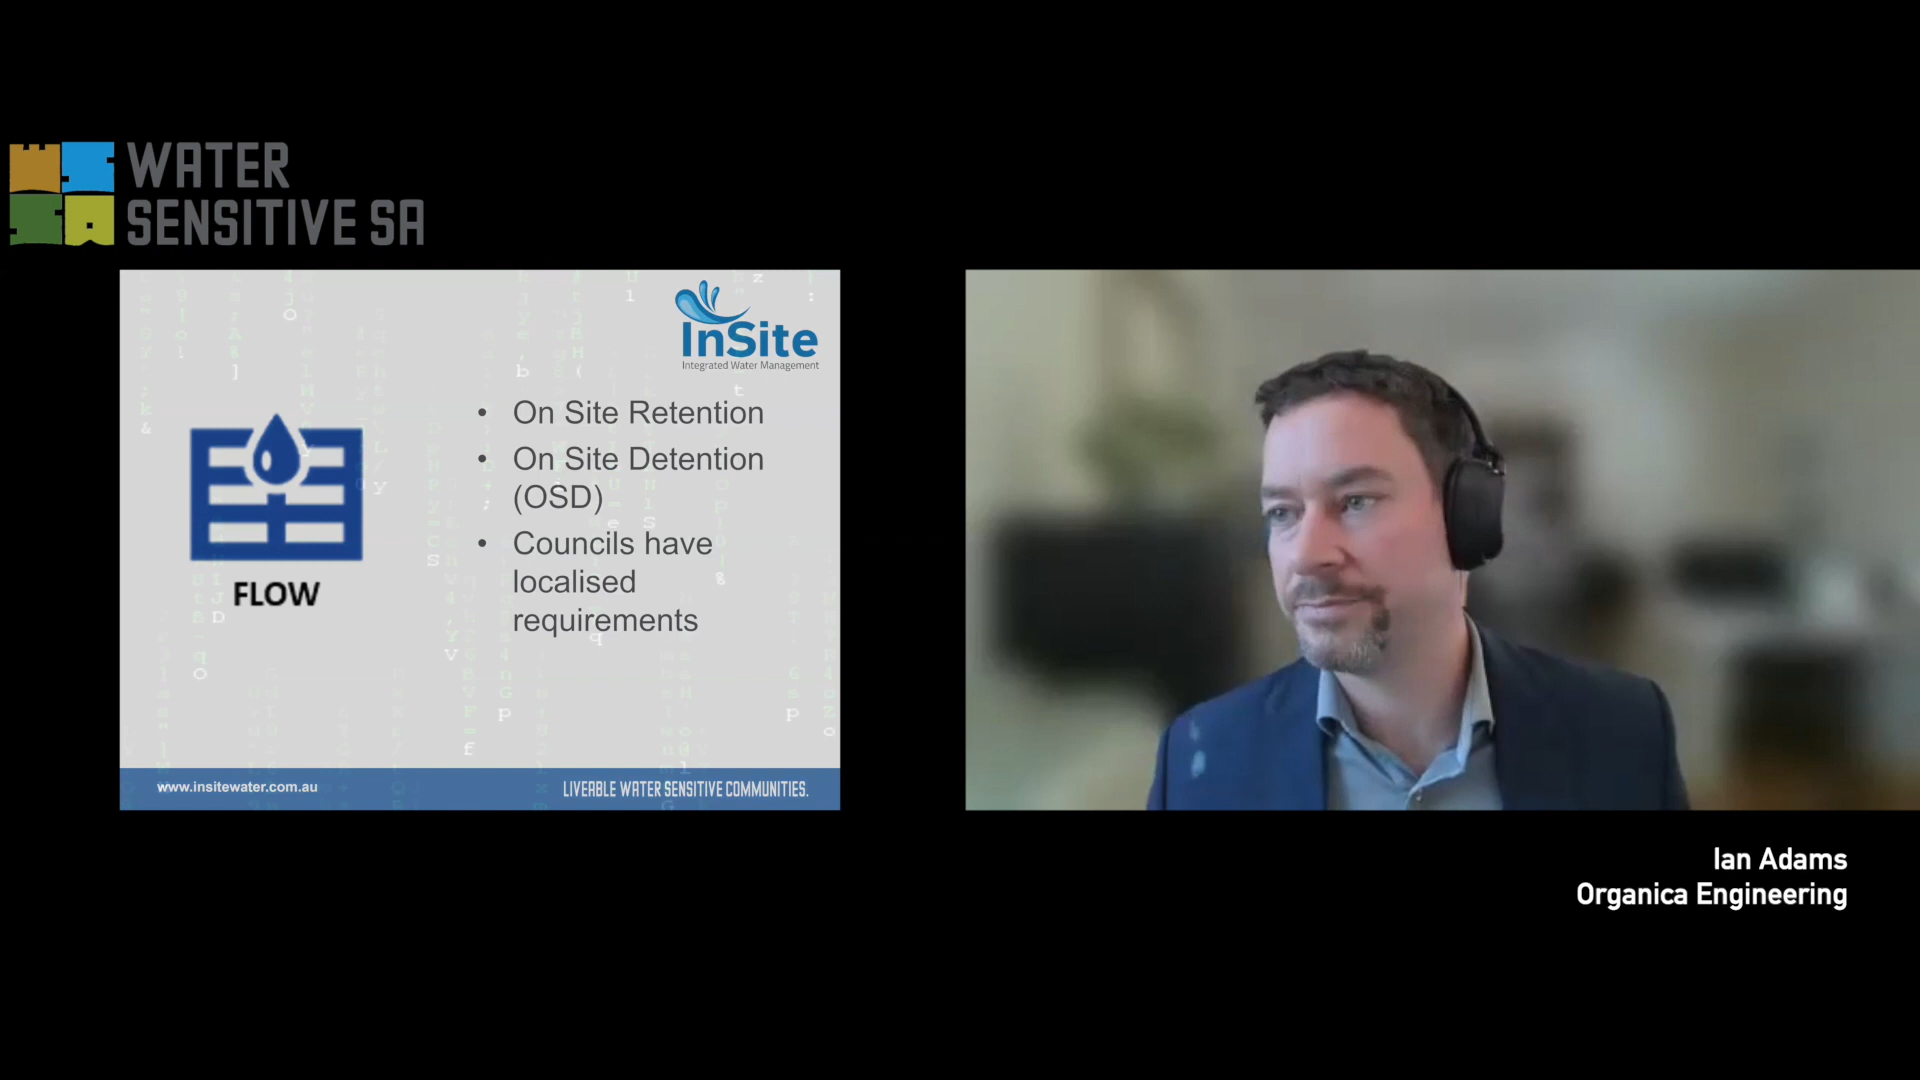 WATER
SENSITIVE SA
InSite
Integrated Water Management
• On Site Retention
• On Site Detention
(OSD)
• Councils have
localised
requirements
FLOW
www.insitewater.com.au
LIVEABLE WATER SENSITIVE COMMUNITIES.
Ian Adams
Organica Engineering